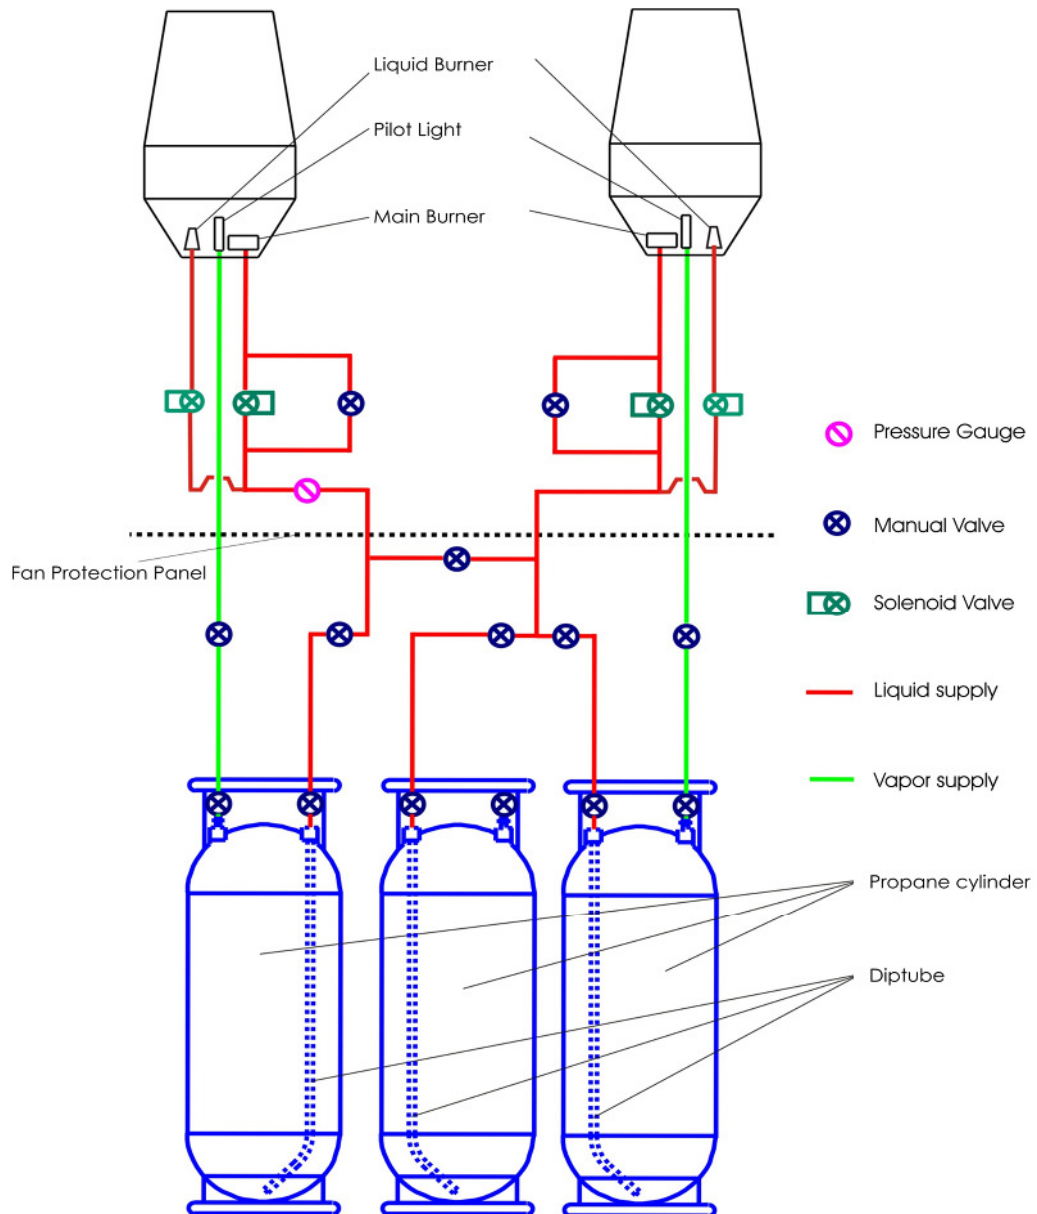 Liquid Burner
Pilot Light
Main Burner
Pressure Gauge
Manual Valve
Fan Protection Panel
Solenoid Valve
Liquid supply
Vapor supply
Propane cylinder
Diptube